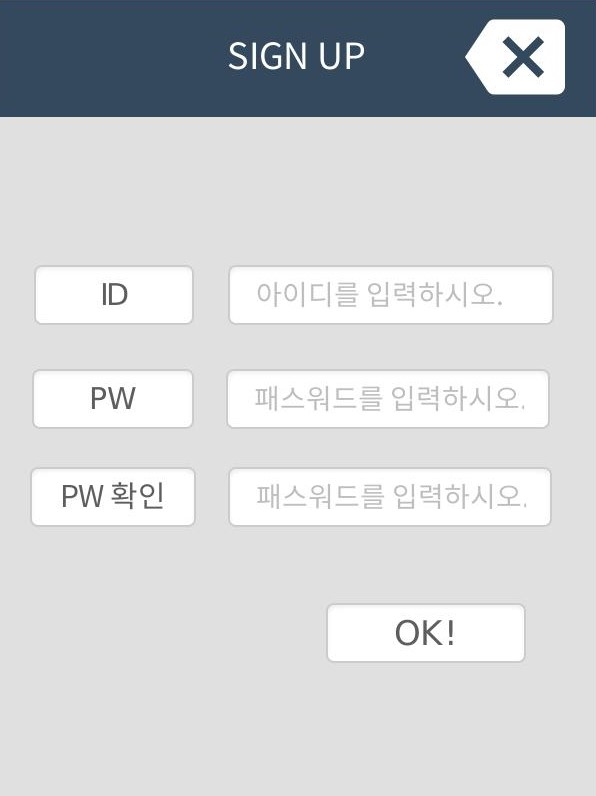 SIGN UP
ID 아이디를 입력하시오.
PW 패스워드를 입력하시오.
PW 확인 패스워드를 입력하시오.
OK!